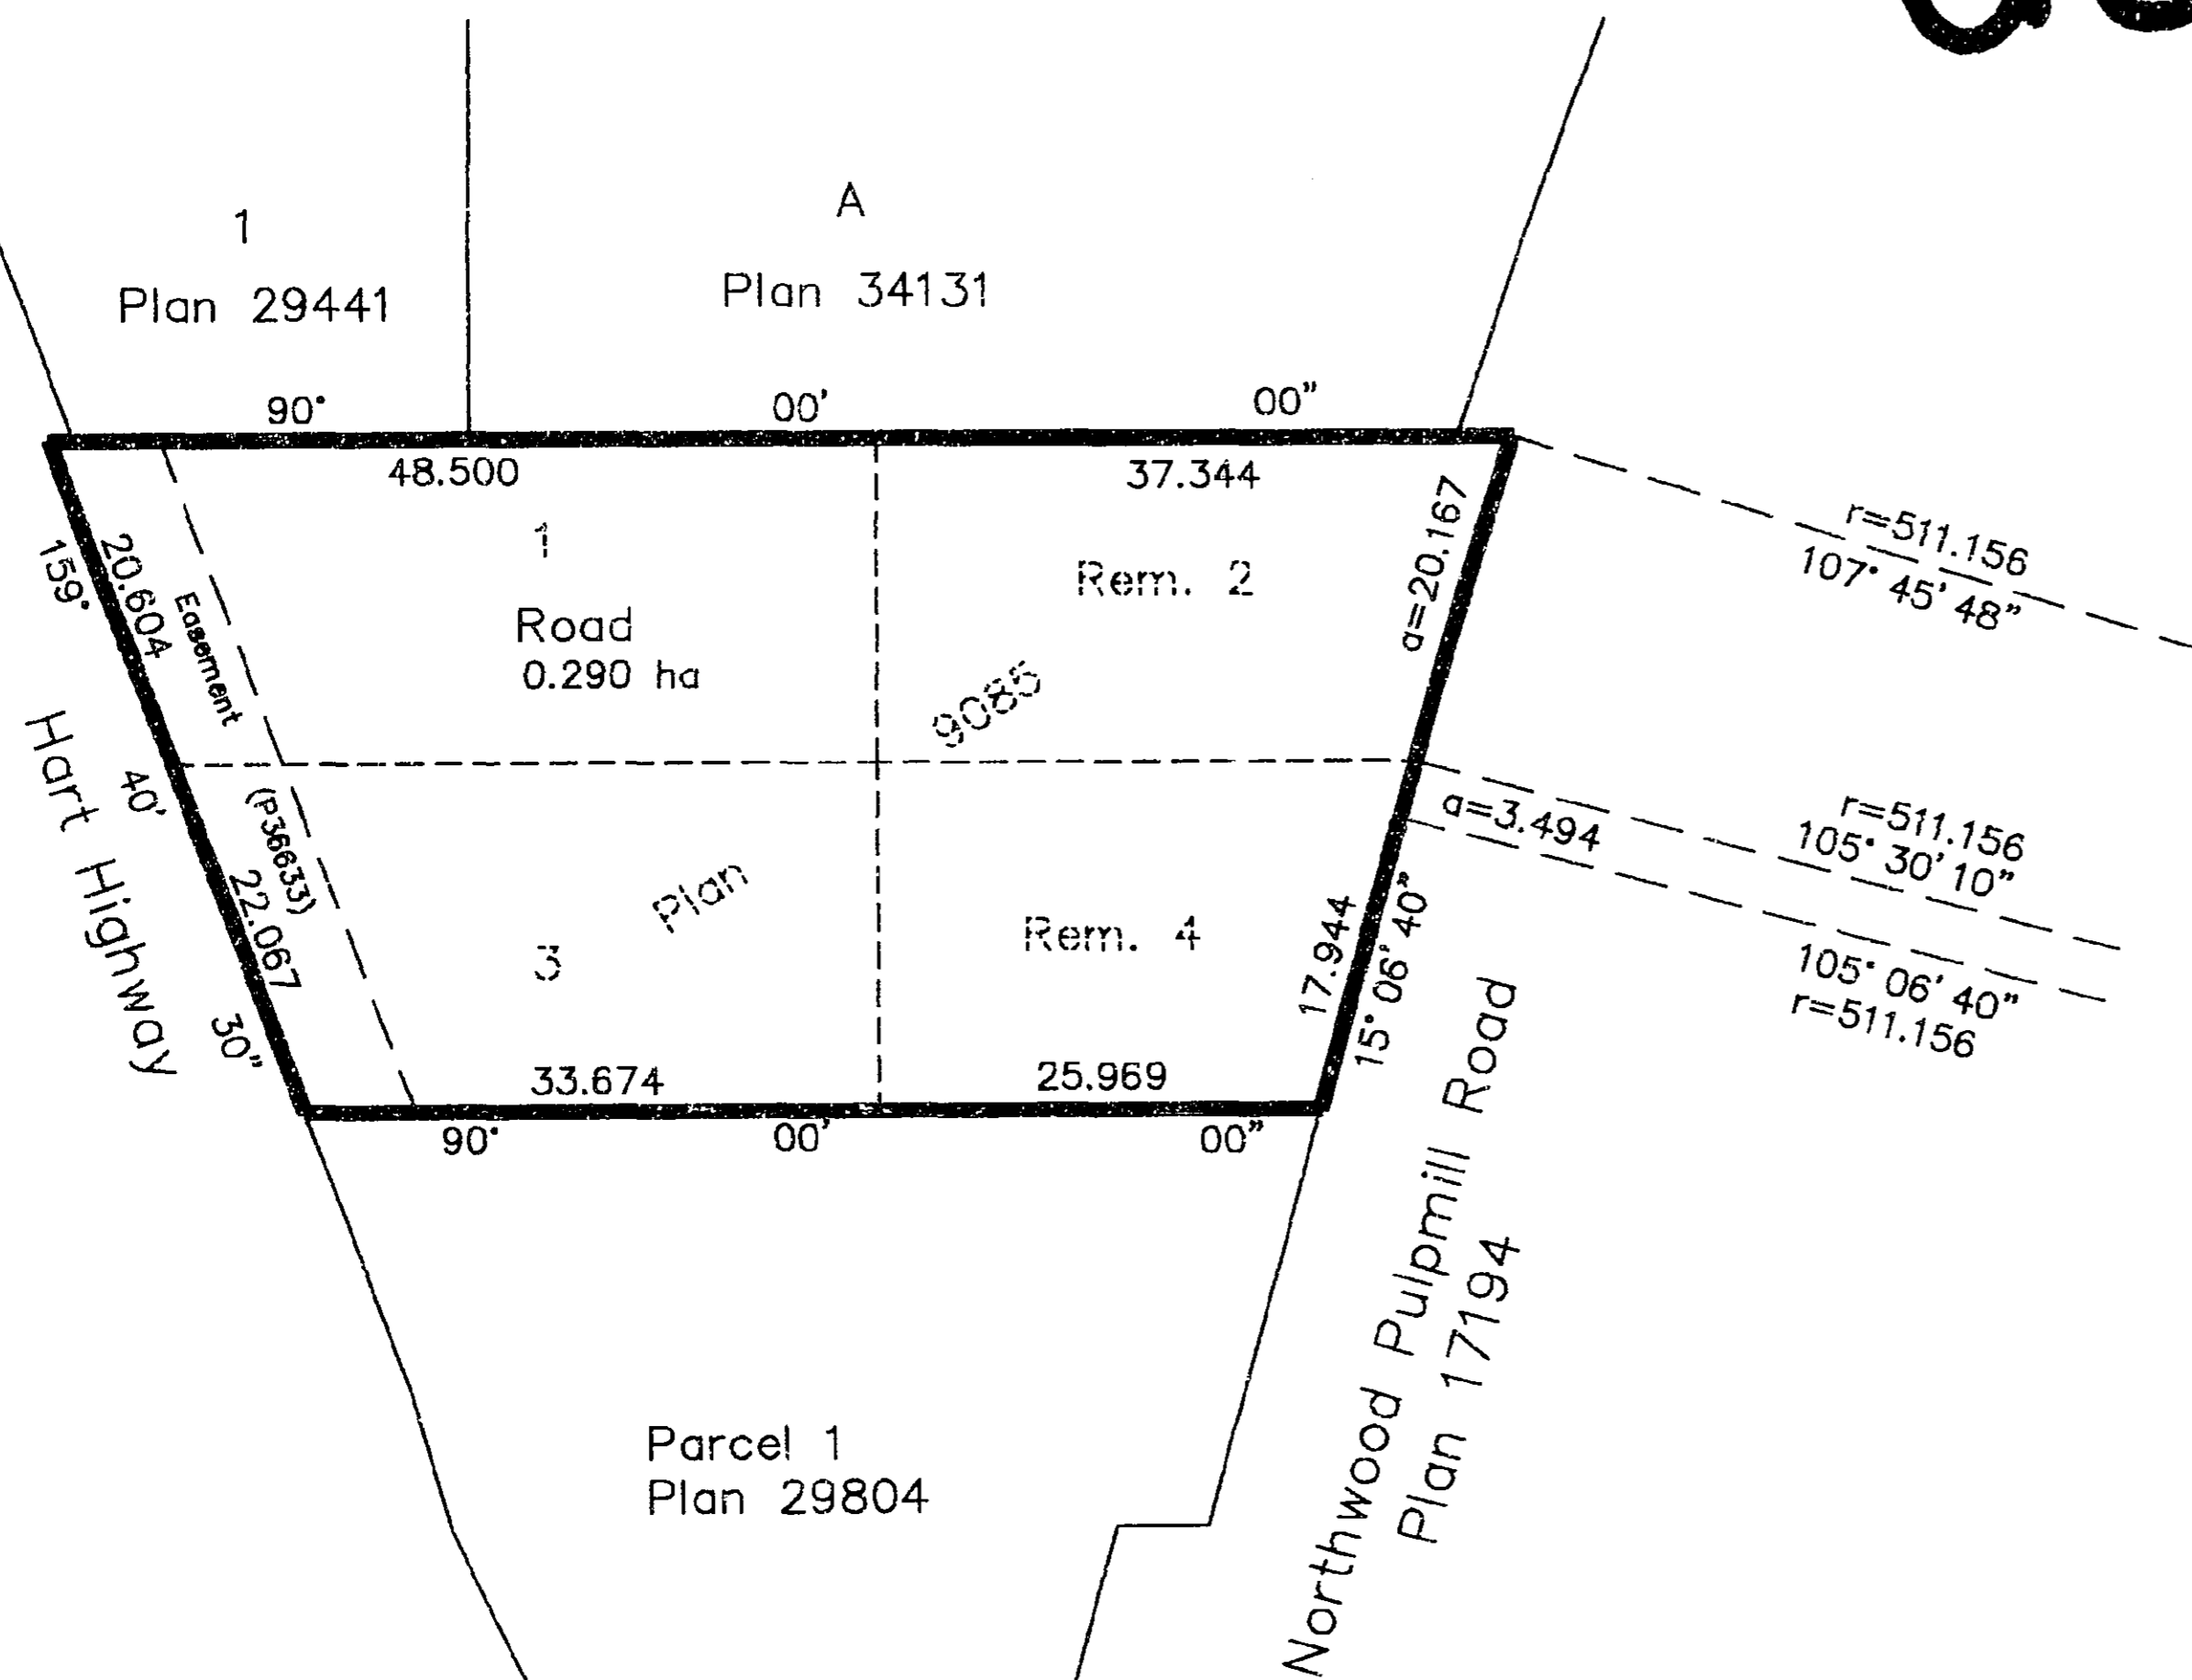 1
Plan 29441
A
Plan 34131
90° 00' 00"
48.500
37.344
1
Road
0.290 ha
Rem. 2
a=20.167
r=511.156
107° 45' 48"
20.604
159° 40' 30"
Easement
(P36633)
22.067
Hart Highway
Plan 9085
3
Rem. 4
a=3.494
r=511.156
105° 30' 10"
105° 06' 40"
r=511.156
17.944
15° 06' 40"
33.674
25.969
90° 00' 00"
Northwood Pulpmill Road
Plan 17194
Parcel 1
Plan 29804